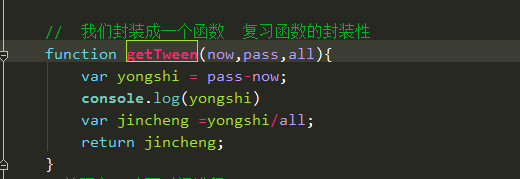 //  我们封装成一个函数  复习函数的封装性
function getTween(now,pass,all){
var yongshi = pass-now;
console.log(yongshi)
var jincheng =yongshi/all;
return jincheng;
}